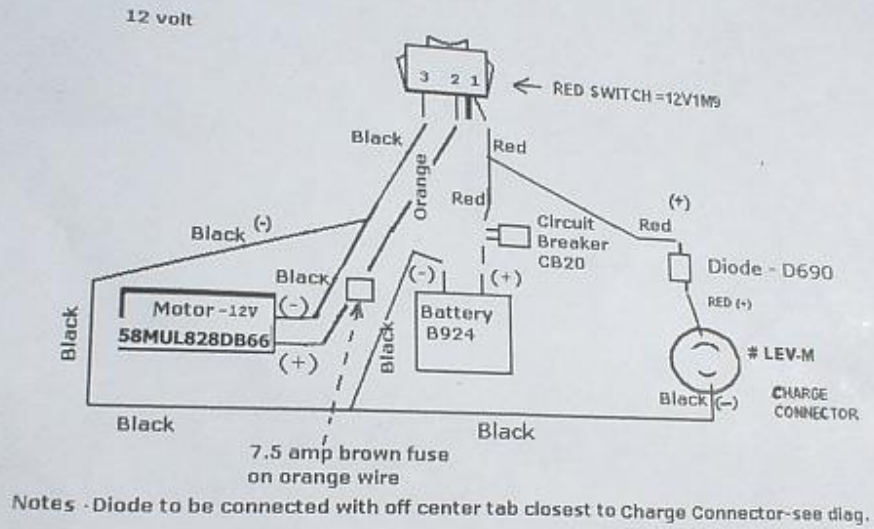 12 volt
3 2 1
RED SWITCH =12V1M9
Black
Orange
Red
Red
Red
(+)
Circuit
Breaker
CB20
Diode - D690
RED (+)
Black (-)
Black
(-)
(+)
Motor -12V
(-)
58MUL828DB66
(+)
Battery
B924
Black
Black
# LEV-M
CHARGE
CONNECTOR
Black (-)
Black
Black
7.5 amp brown fuse
on orange wire
Notes - Diode to be connected with off center tab closest to Charge Connector-see diag.